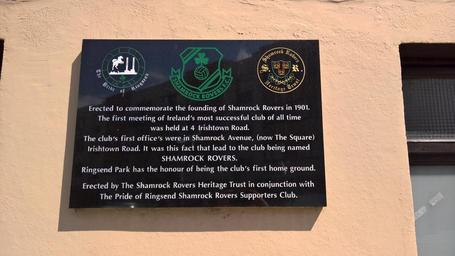 The Pride of Ringsend
SHAMROCK ROVERS
Shamrock Rovers
Heritage Trust
Erected to commemorate the founding of Shamrock Rovers in 1901.
The first meeting of Ireland's most successful club of all time
was held at 4 Irishtown Road.
The club's first office's were in Shamrock Avenue, (now The Square)
Irishtown Road. It was this fact that lead to the club being named
SHAMROCK ROVERS.
Ringsend Park has the honour of being the club's first home ground.
Erected by The Shamrock Rovers Heritage Trust in conjunction with
The Pride of Ringsend Shamrock Rovers Supporters Club.